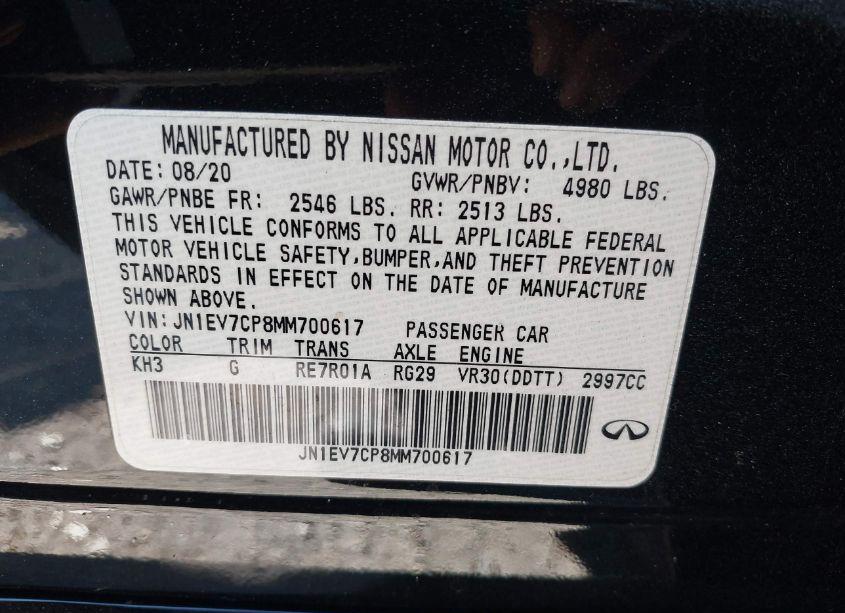 MANUFACTURED BY NISSAN MOTOR CO.,LTD.
DATE: 08/20 GVWR/PNBV: 4980 LBS.
GAWR/PNBE FR: 2546 LBS. RR: 2513 LBS.
THIS VEHICLE CONFORMS TO ALL APPLICABLE FEDERAL
MOTOR VEHICLE SAFETY,BUMPER,AND THEFT PREVENTION
STANDARDS IN EFFECT ON THE DATE OF MANUFACTURE
SHOWN ABOVE.
VIN:JN1EV7CP8MM700617 PASSENGER CAR
COLOR TRIM TRANS AXLE ENGINE
KH3 G RE7R01A RG29 VR30(DDTT) 2997CC
JN1EV7CP8MM700617